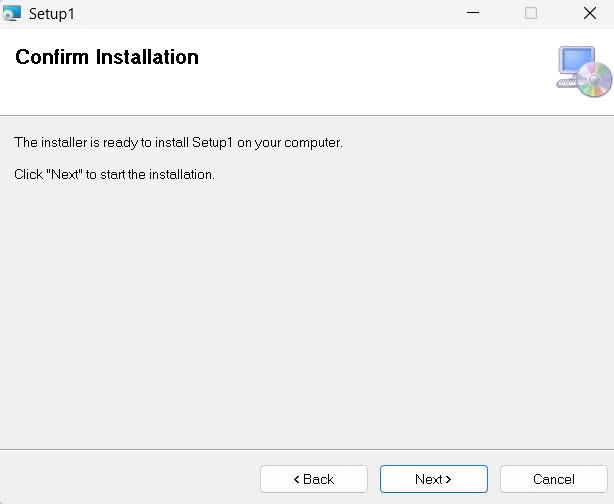 Setup1
Confirm Installation
The installer is ready to install Setup1 on your computer.
Click "Next" to start the installation.
< Back
Next >
Cancel